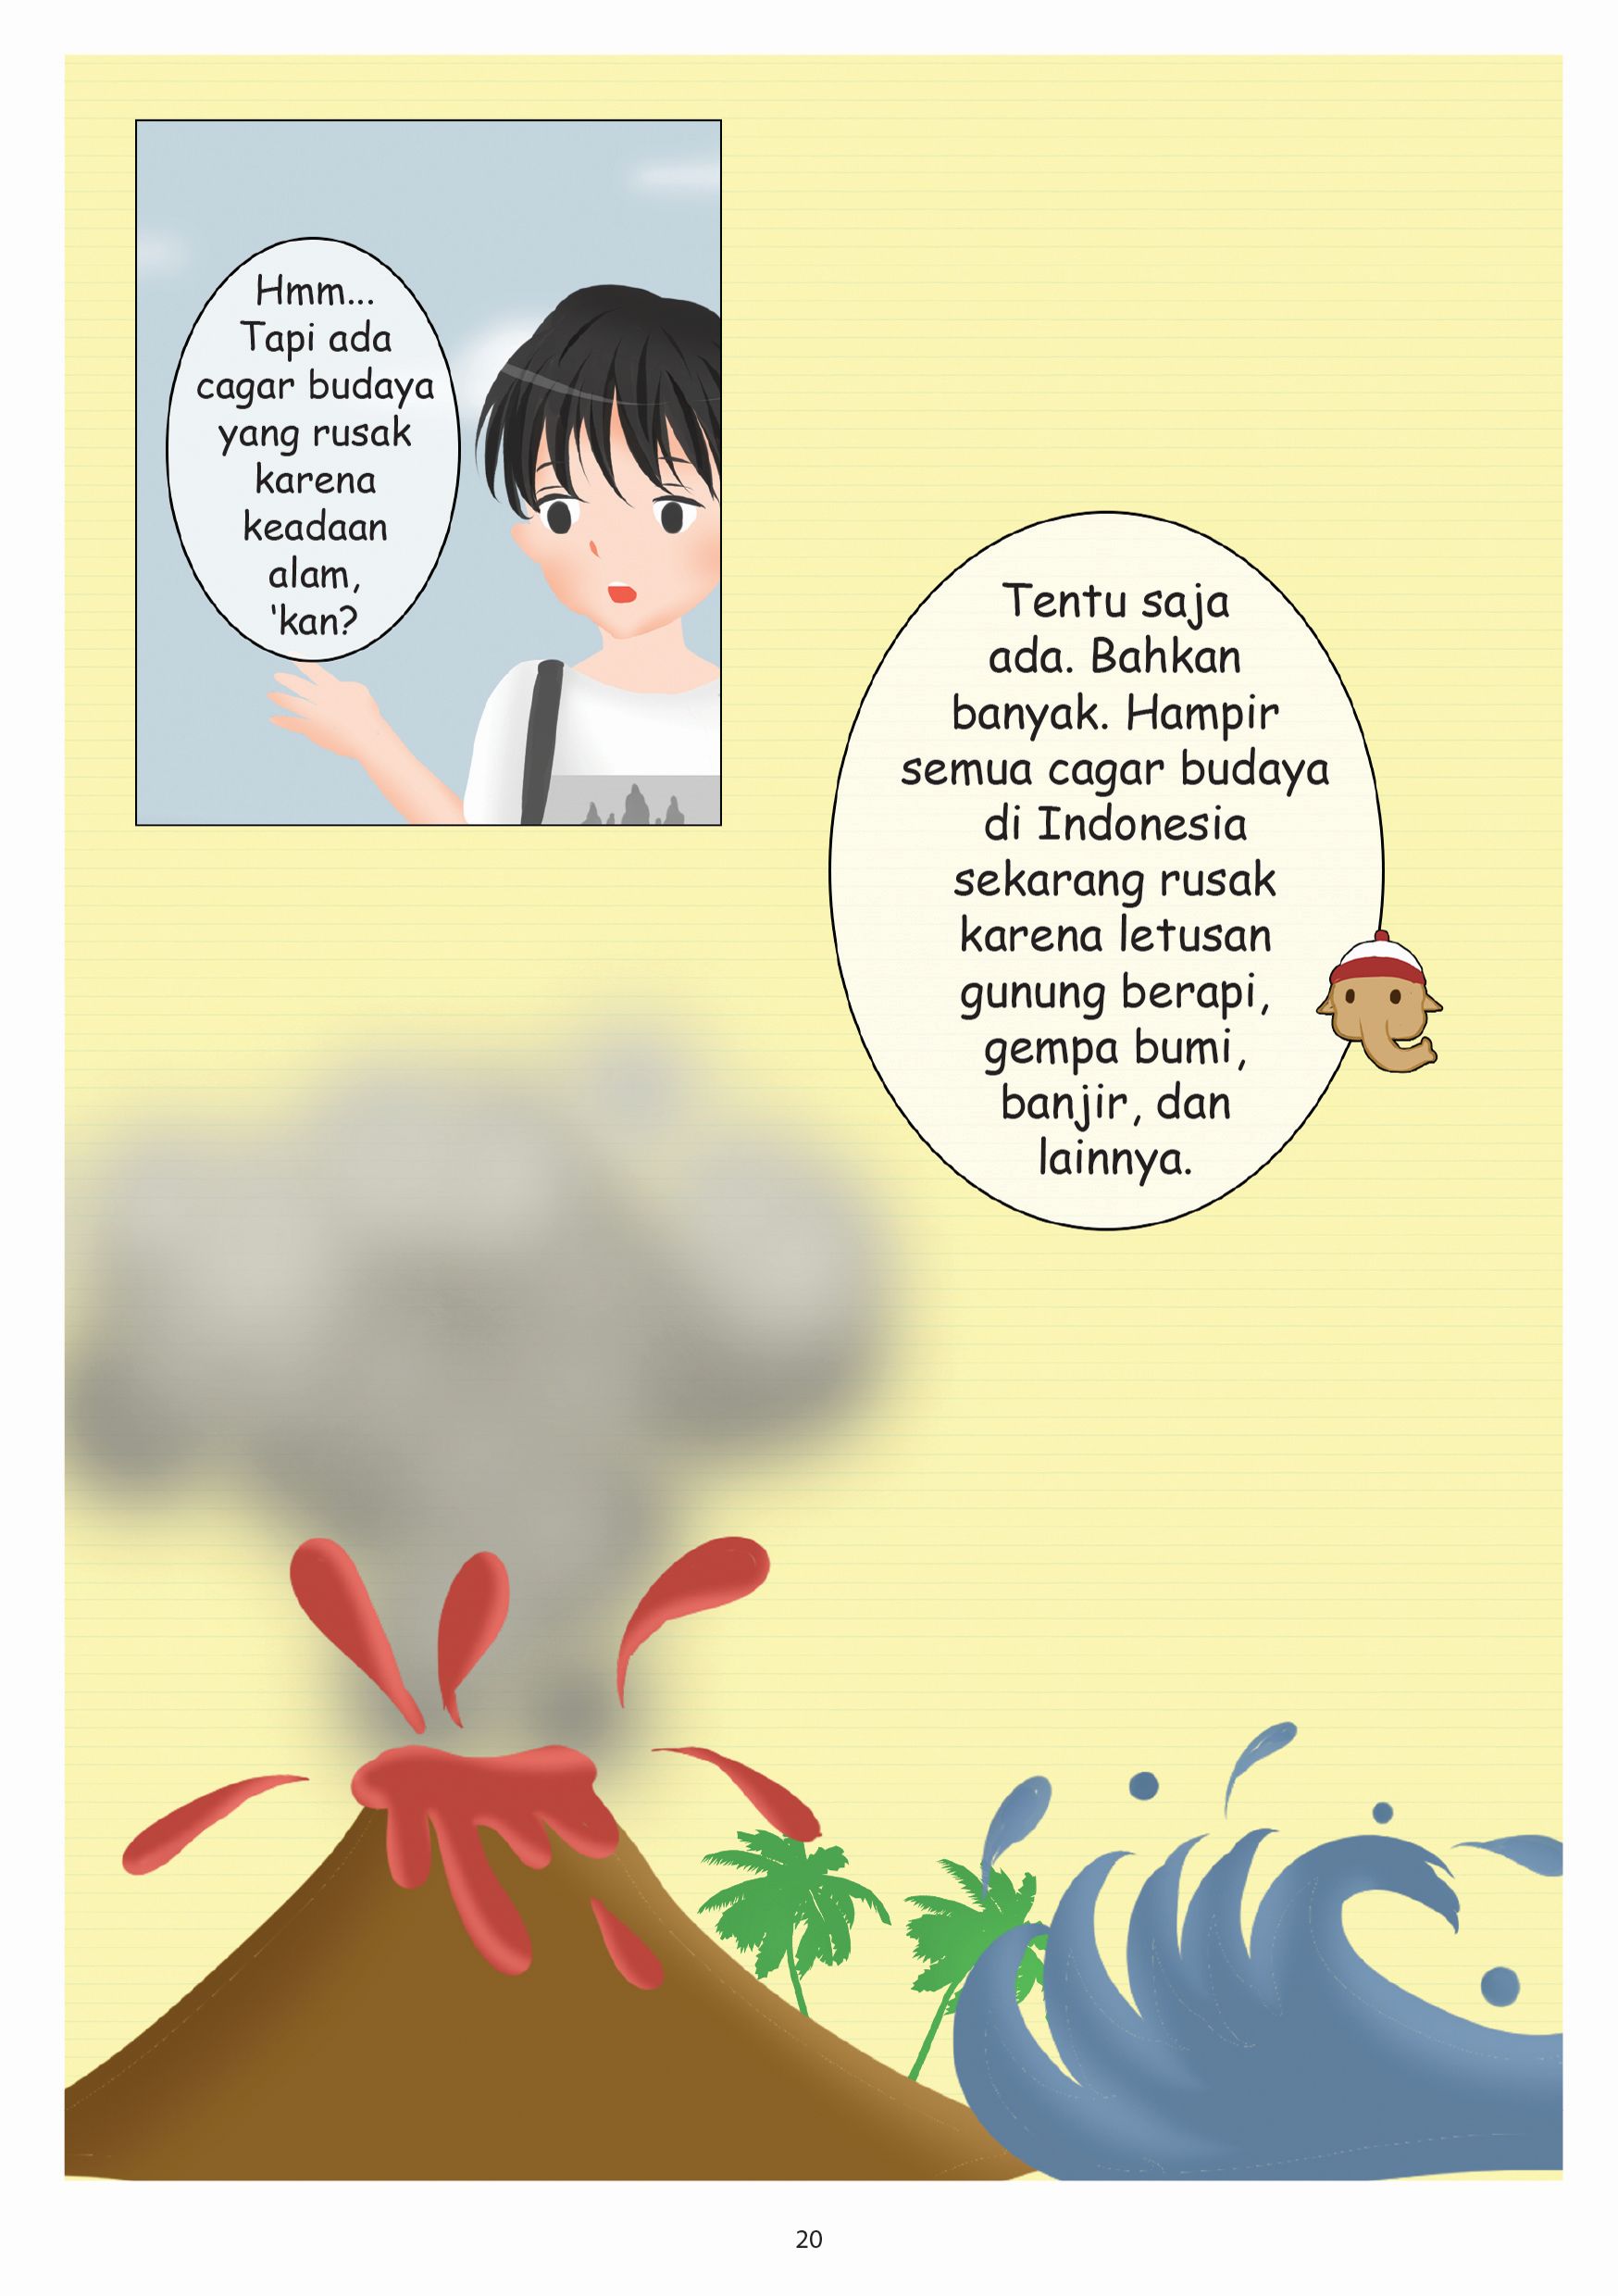 Hmm...
Tapi ada
cagar budaya
yang rusak
karena
keadaan
alam,
'kan?
Tentu saja
ada. Bahkan
banyak. Hampir
semua cagar budaya
di Indonesia
sekarang rusak
karena letusan
gunung berapi,
gempa bumi,
banjir, dan
lainnya.
20